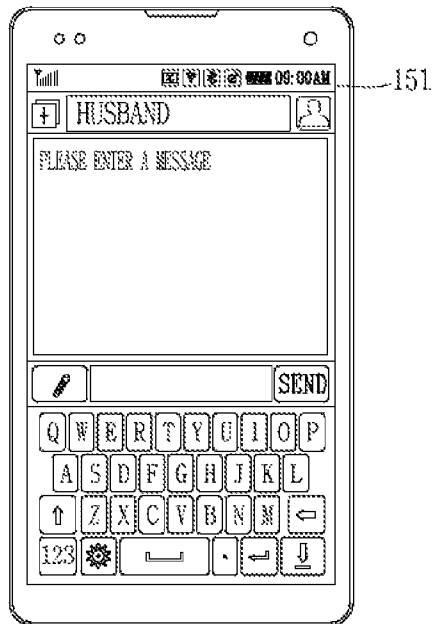 09:00AM
151
HUSBAND
PLEASE ENTER A MESSAGE
SEND
Q W E R T Y U I O P
A S D F G H J K L
Z X C V B N M
123 .